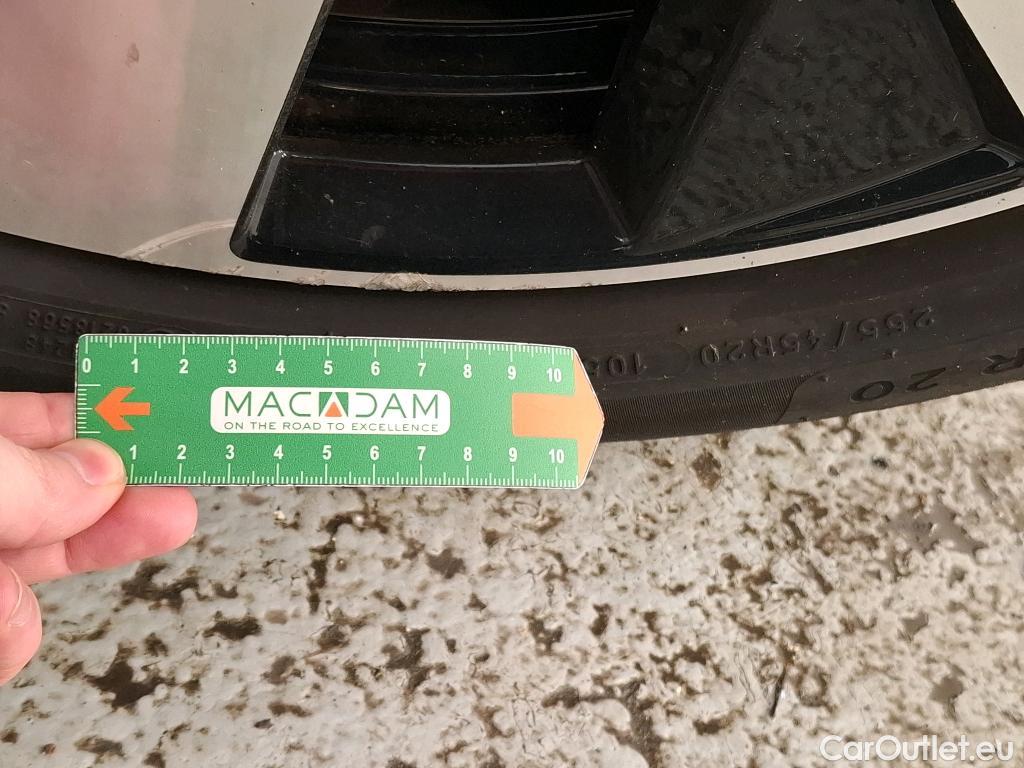 8218568
255/45R20 105
R 20
0 1 2 3 4 5 6 7 8 9 10
MACADAM
ON THE ROAD TO EXCELLENCE
1 2 3 4 5 6 7 8 9 10
CarOutlet.eu